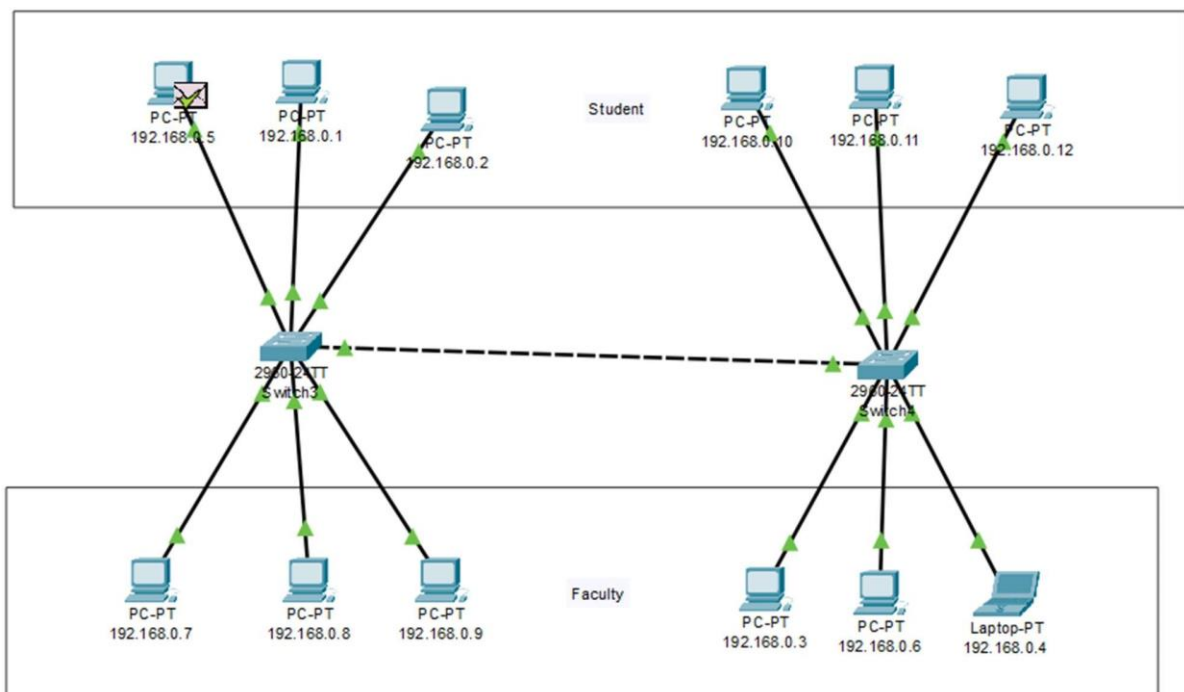 PC-PT
192.168.0.5
PC-PT
192.168.0.1
PC-PT
192.168.0.2
Student
PC-PT
192.168.0.10
PC-PT
192.168.0.11
PC-PT
192.168.0.12
2960-24TT
Switch3
2960-24TT
Switch4
PC-PT
192.168.0.7
PC-PT
192.168.0.8
PC-PT
192.168.0.9
Faculty
PC-PT
192.168.0.3
PC-PT
192.168.0.6
Laptop-PT
192.168.0.4